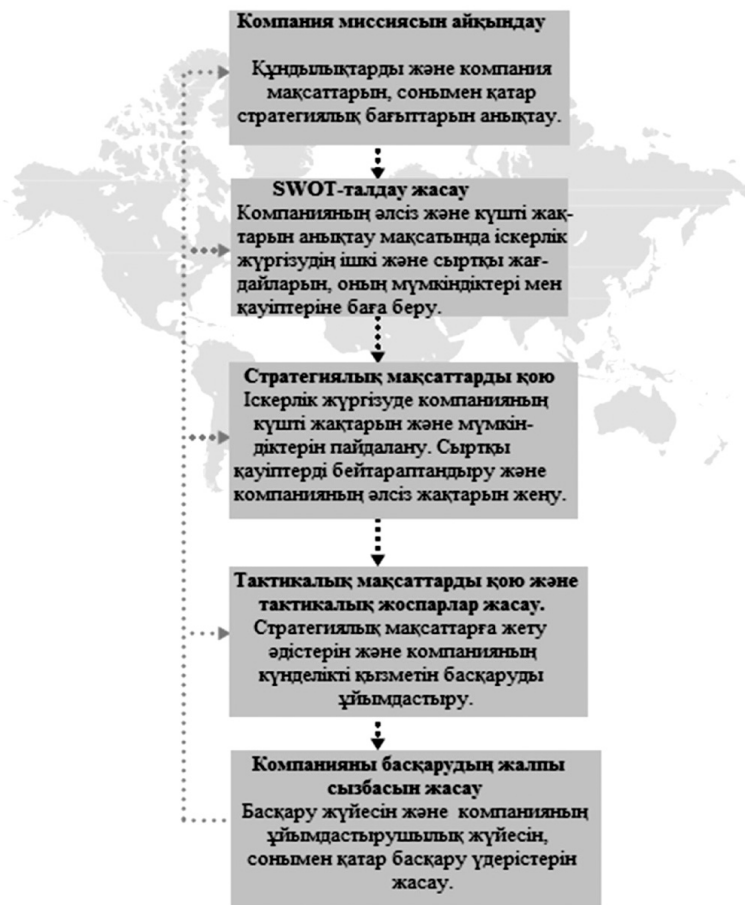 Компания миссиясын айқындау
Құндылықтарды және компания
мақсаттарын, сонымен қатар
стратегиялық бағыттарын анықтау.
SWOT-талдау жасау
Компанияның әлсіз және күшті жақ-
тарын анықтау мақсатында іскерлік
жүргізудің ішкі және сыртқы жағ-
дайларын, оның мүмкіндіктері мен
қауіптеріне баға беру.
Стратегиялық мақсаттарды қою
Іскерлік жүргізуде компанияның
күшті жақтарын және мүмкін-
діктерін пайдалану. Сыртқы
қауіптерді бейтараптандыру және
компанияның әлсіз жақтарын жеңу.
Тактикалық мақсаттарды қою және
тактикалық жоспарлар жасау.
Стратегиялық мақсаттарға жету
әдістерін және компанияның
күнделікті қызметін басқаруды
ұйымдастыру.
Компанияны басқарудың жалпы
сызбасын жасау
Басқару жүйесін және компанияның
ұйымдастырушылық жүйесін,
сонымен қатар басқару үдерістерін
жасау.